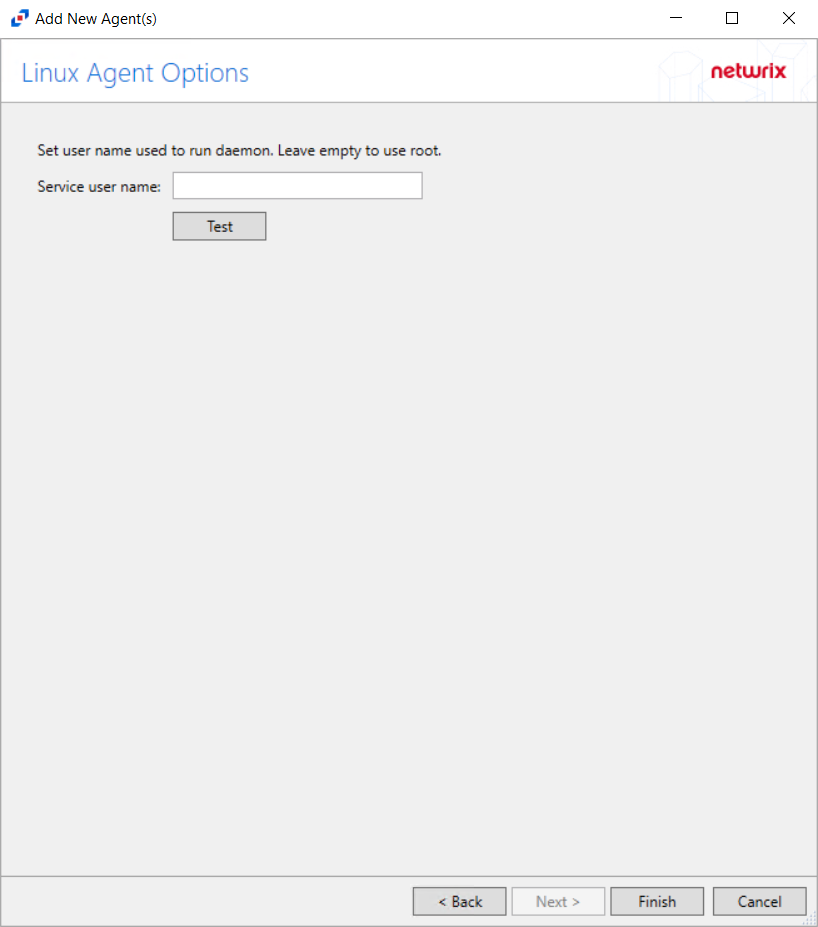 Add New Agent(s)
Linux Agent Options
netwrix
Set user name used to run daemon. Leave empty to use root.
Service user name:
Test
< Back
Next >
Finish
Cancel